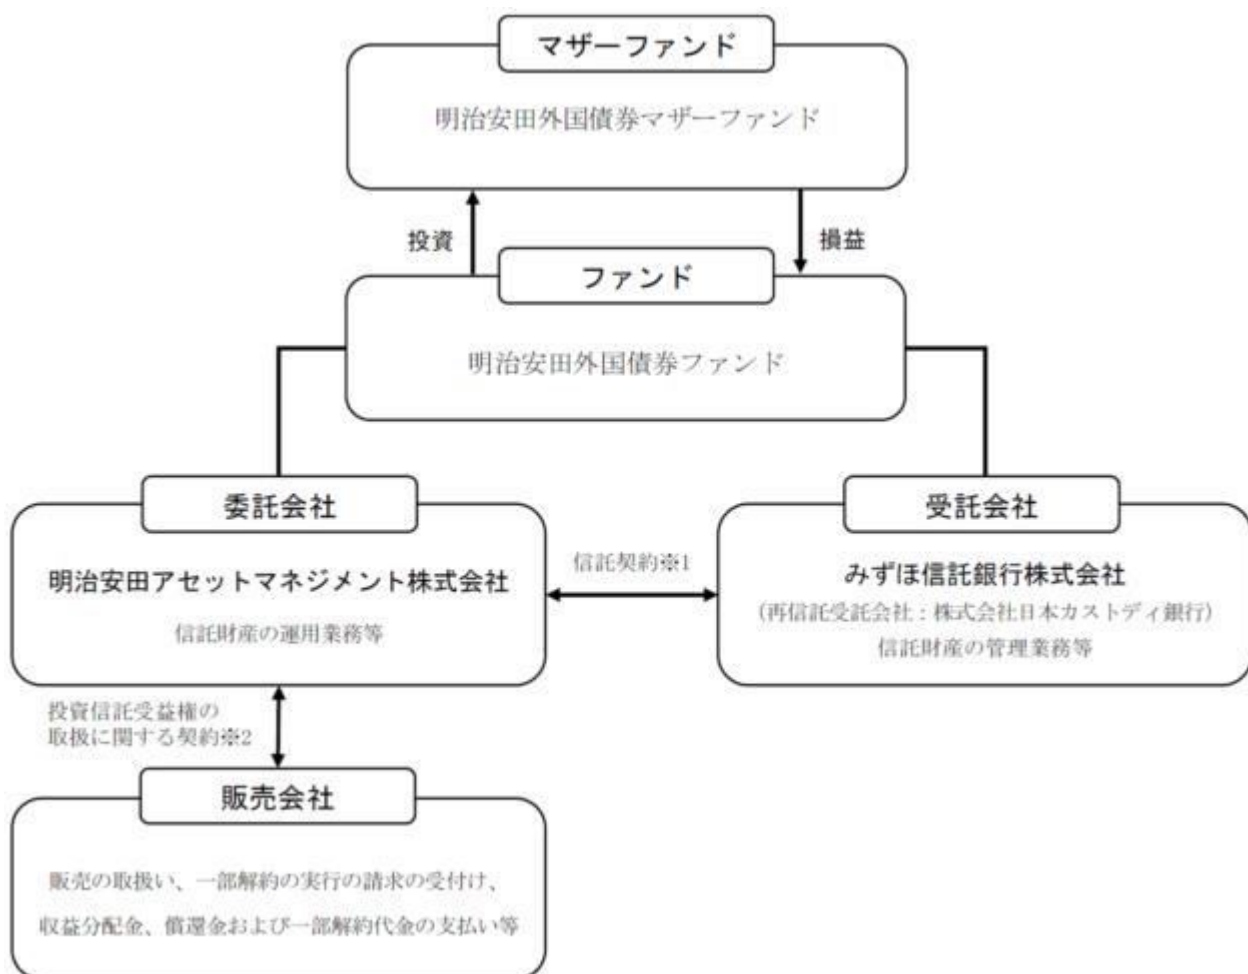 マザーファンド
明治安田外国債券マザーファンド
投資
損益
ファンド
明治安田外国債券ファンド
委託会社
明治安田アセットマネジメント株式会社
信託財産の運用業務等
信託契約※1
受託会社
みずほ信託銀行株式会社
(再信託受託会社：株式会社日本カストディ銀行)
信託財産の管理業務等
投資信託受益権の
取扱に関する契約※2
販売会社
販売の取扱い、一部解約の実行の請求の受付け、
収益分配金、償還金および一部解約代金の支払い等